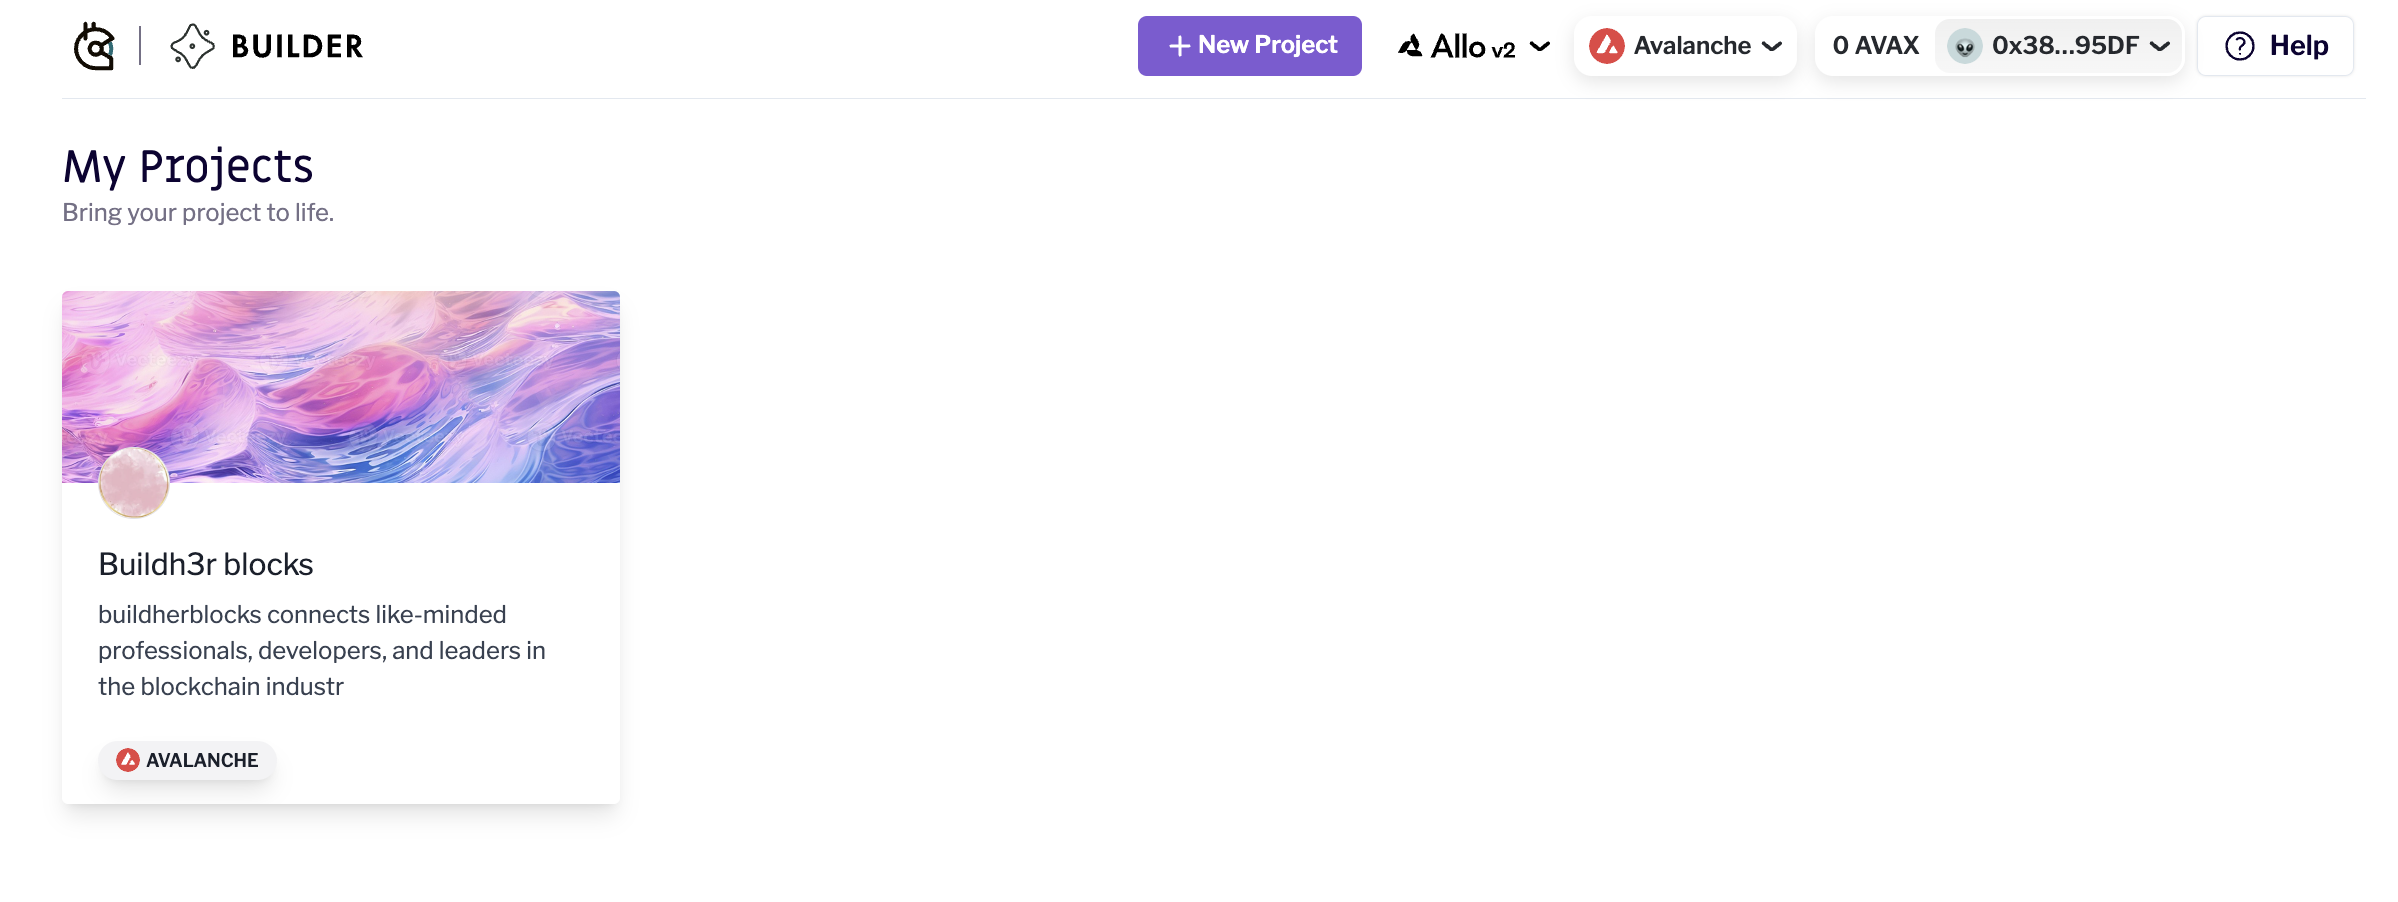 BUILDER
New Project
Allo v2
Avalanche
0 AVAX
0x38...95DF
Help
My Projects
Bring your project to life.
Buildh3r blocks
buildherblocks connects like-minded
professionals, developers, and leaders in
the blockchain industr
AVALANCHE